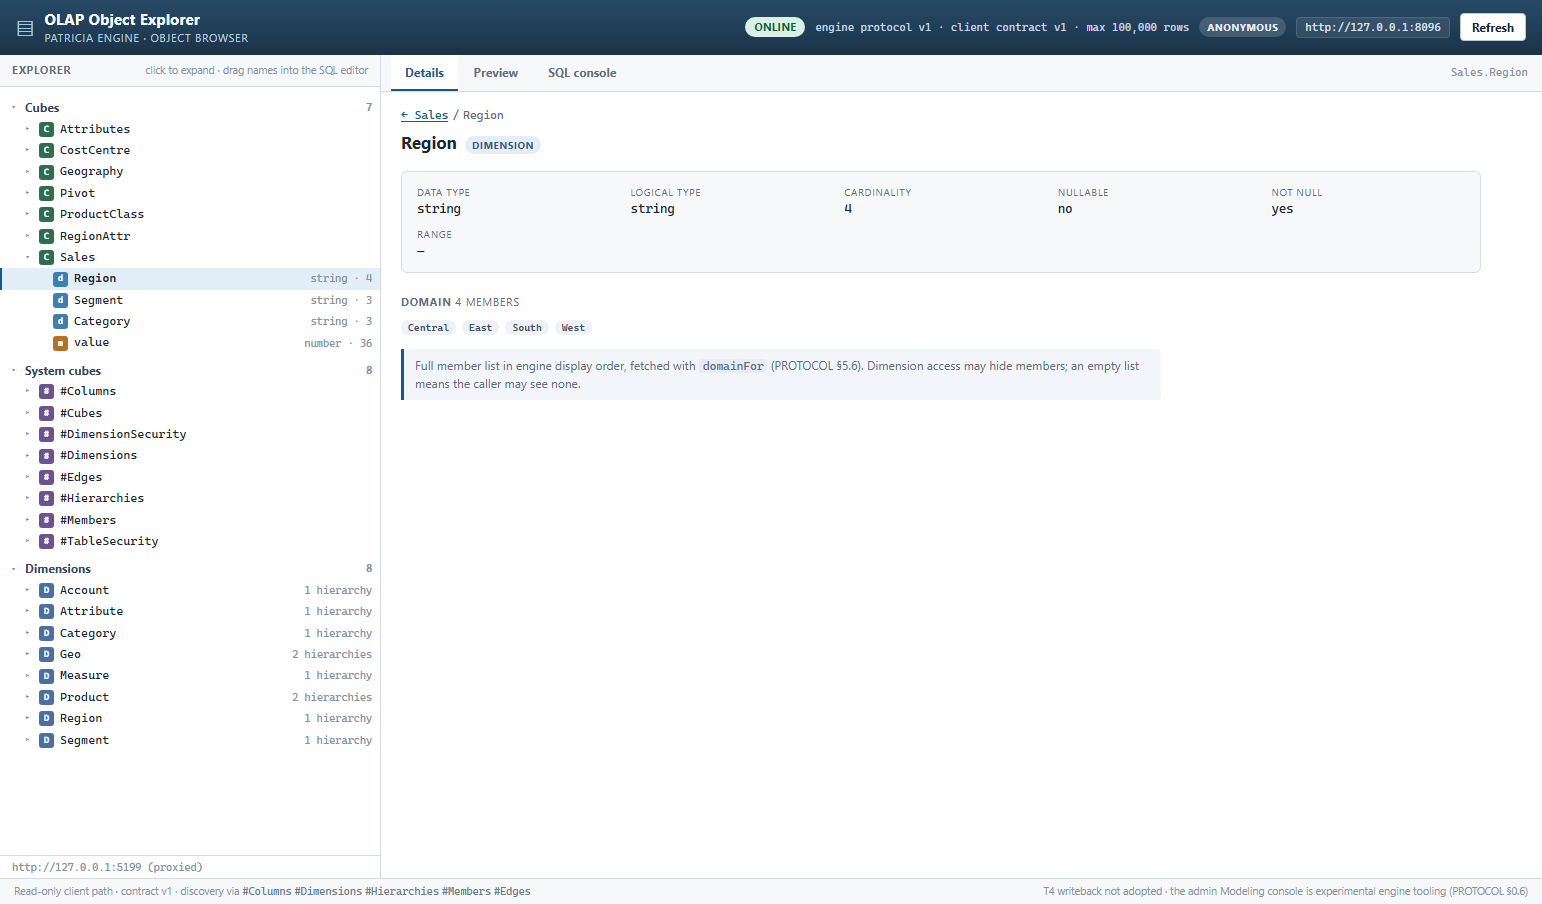 OLAP Object Explorer
PATRICIA ENGINE · OBJECT BROWSER
ONLINE engine protocol v1 · client contract v1 · max 100,000 rows ANONYMOUS http://127.0.0.1:8096 Refresh
EXPLORER click to expand · drag names into the SQL editor
Details Preview SQL console Sales.Region
Cubes 7
C Attributes
C CostCentre
C Geography
C Pivot
C ProductClass
C RegionAttr
C Sales
d Region string · 4
d Segment string · 3
d Category string · 3
m value number · 36
System cubes 8
# #Columns
# #Cubes
# #DimensionSecurity
# #Dimensions
# #Edges
# #Hierarchies
# #Members
# #TableSecurity
Dimensions 8
D Account 1 hierarchy
D Attribute 1 hierarchy
D Category 1 hierarchy
D Geo 2 hierarchies
D Measure 1 hierarchy
D Product 2 hierarchies
D Region 1 hierarchy
D Segment 1 hierarchy
http://127.0.0.1:5199 (proxied)
← Sales / Region
Region DIMENSION
DATA TYPE LOGICAL TYPE CARDINALITY NULLABLE NOT NULL
string string 4 no yes
RANGE
—
DOMAIN 4 MEMBERS
Central East South West
Full member list in engine display order, fetched with domainFor (PROTOCOL §5.6). Dimension access may hide members; an empty list
means the caller may see none.
Read-only client path · contract v1 · discovery via #Columns #Dimensions #Hierarchies #Members #Edges
T4 writeback not adopted · the admin Modeling console is experimental engine tooling (PROTOCOL §0.6)